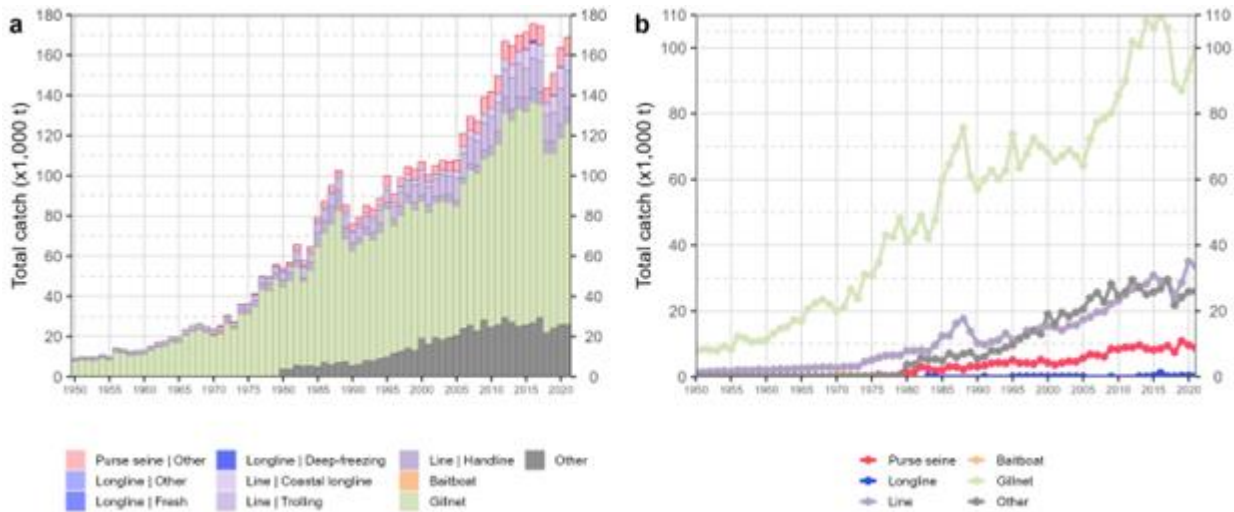 a
b
Total catch (x1,000 t)
180
160
140
120
100
80
60
40
20
0
180
160
140
120
100
80
60
40
20
0
1950 1955 1960 1965 1970 1975 1980 1985 1990 1995 2000 2005 2010 2015 2020
Total catch (x1,000 t)
110
100
80
60
40
20
0
110
100
80
60
40
20
0
1950 1955 1960 1965 1970 1975 1980 1985 1990 1995 2000 2005 2010 2015 2020
Purse seine | Other
Longline | Other
Longline | Fresh
Longline | Deep-freezing
Line | Coastal longline
Line | Trolling
Line | Handline
Baitboat
Gillnet
Other
Purse seine
Longline
Line
Baitboat
Gillnet
Other